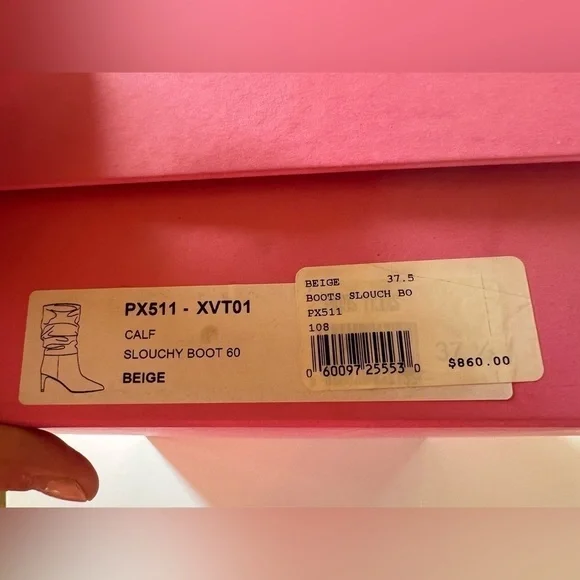 PX511 - XVT01
CALF
SLOUCHY BOOT 60
BEIGE
BEIGE 37.5
BOOTS SLOUCH BO
PX511
108
0 60097 25553 0
$860.00